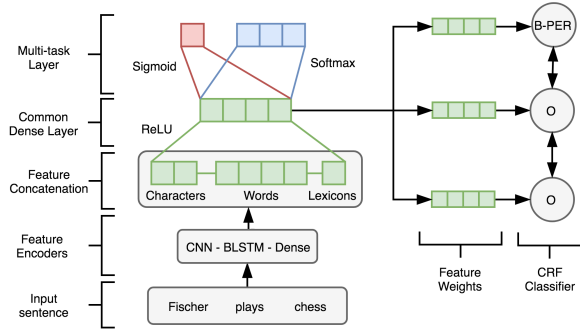 Multi-task
Layer
Sigmoid
Softmax
B-PER
Common
Dense Layer
O
ReLU
Feature
Concatenation
Characters Words Lexicons
O
Feature
Encoders
CNN - BLSTM - Dense
Feature
Weights
CRF
Classifier
Input
sentence
Fischer plays chess